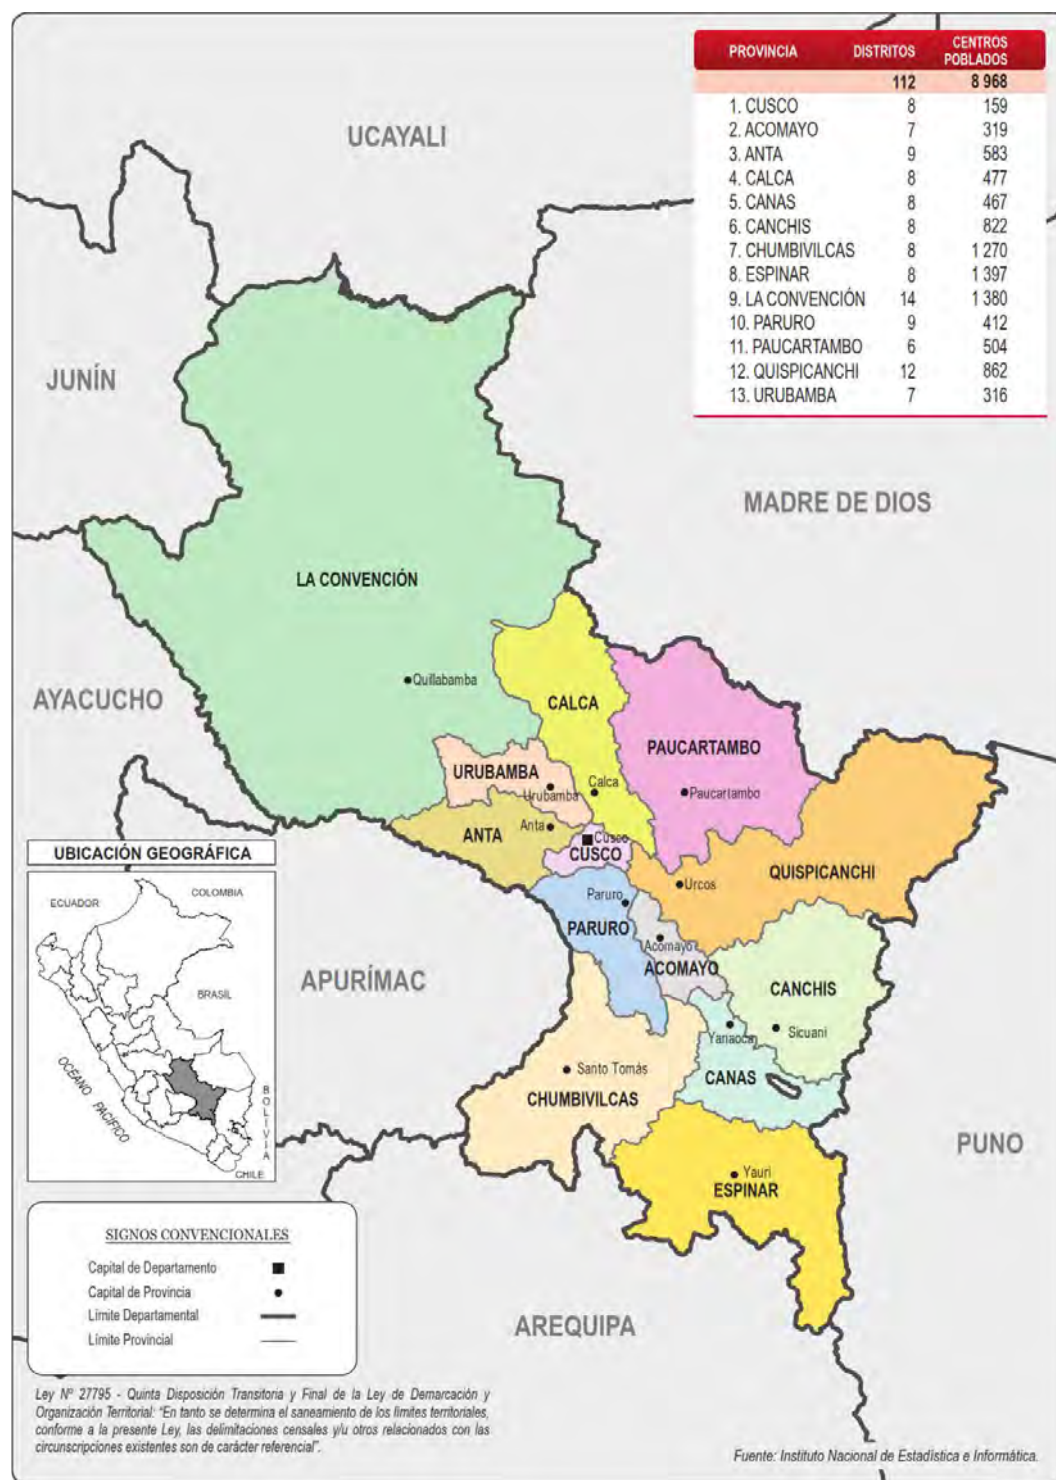 PROVINCIA DISTRITOS CENTROS POBLADOS
112 8 968
1. CUSCO 8 159
2. ACOMAYO 7 319
3. ANTA 9 583
4. CALCA 8 477
5. CANAS 8 467
6. CANCHIS 8 822
7. CHUMBIVILCAS 8 1 270
8. ESPINAR 8 1 397
9. LA CONVENCIÓN 14 1 380
10. PARURO 9 412
11. PAUCARTAMBO 6 504
12. QUISPICANCHI 12 862
13. URUBAMBA 7 316
UCAYALI
JUNÍN
MADRE DE DIOS
LA CONVENCIÓN
Quillabamba
AYACUCHO
CALCA
PAUCARTAMBO
URUBAMBA
Urubamba
Calca
Paucartambo
Anta
ANTA
Cusco
CUSCO
QUISPICANCHI
Urcos
Paruro
PARURO
Acomayo
ACOMAYO
APURÍMAC
CANCHIS
Sicuani
Yanaoca
CANAS
Santo Tomás
CHUMBIVILCAS
PUNO
Yauri
ESPINAR
AREQUIPA
UBICACIÓN GEOGRÁFICA
ECUADOR
COLOMBIA
BRASIL
OCÉANO PACÍFICO
BOLIVIA
CHILE
SIGNOS CONVENCIONALES
Capital de Departamento
Capital de Provincia
Límite Departamental
Límite Provincial
Ley Nº 27795 - Quinta Disposición Transitoria y Final de la Ley de Demarcación y
Organización Territorial: "En tanto se determina el saneamiento de los límites territoriales,
conforme a la presente Ley, las delimitaciones censales y/u otros relacionados con las
circunscripciones existentes son de carácter referencial".
Fuente: Instituto Nacional de Estadística e Informática.